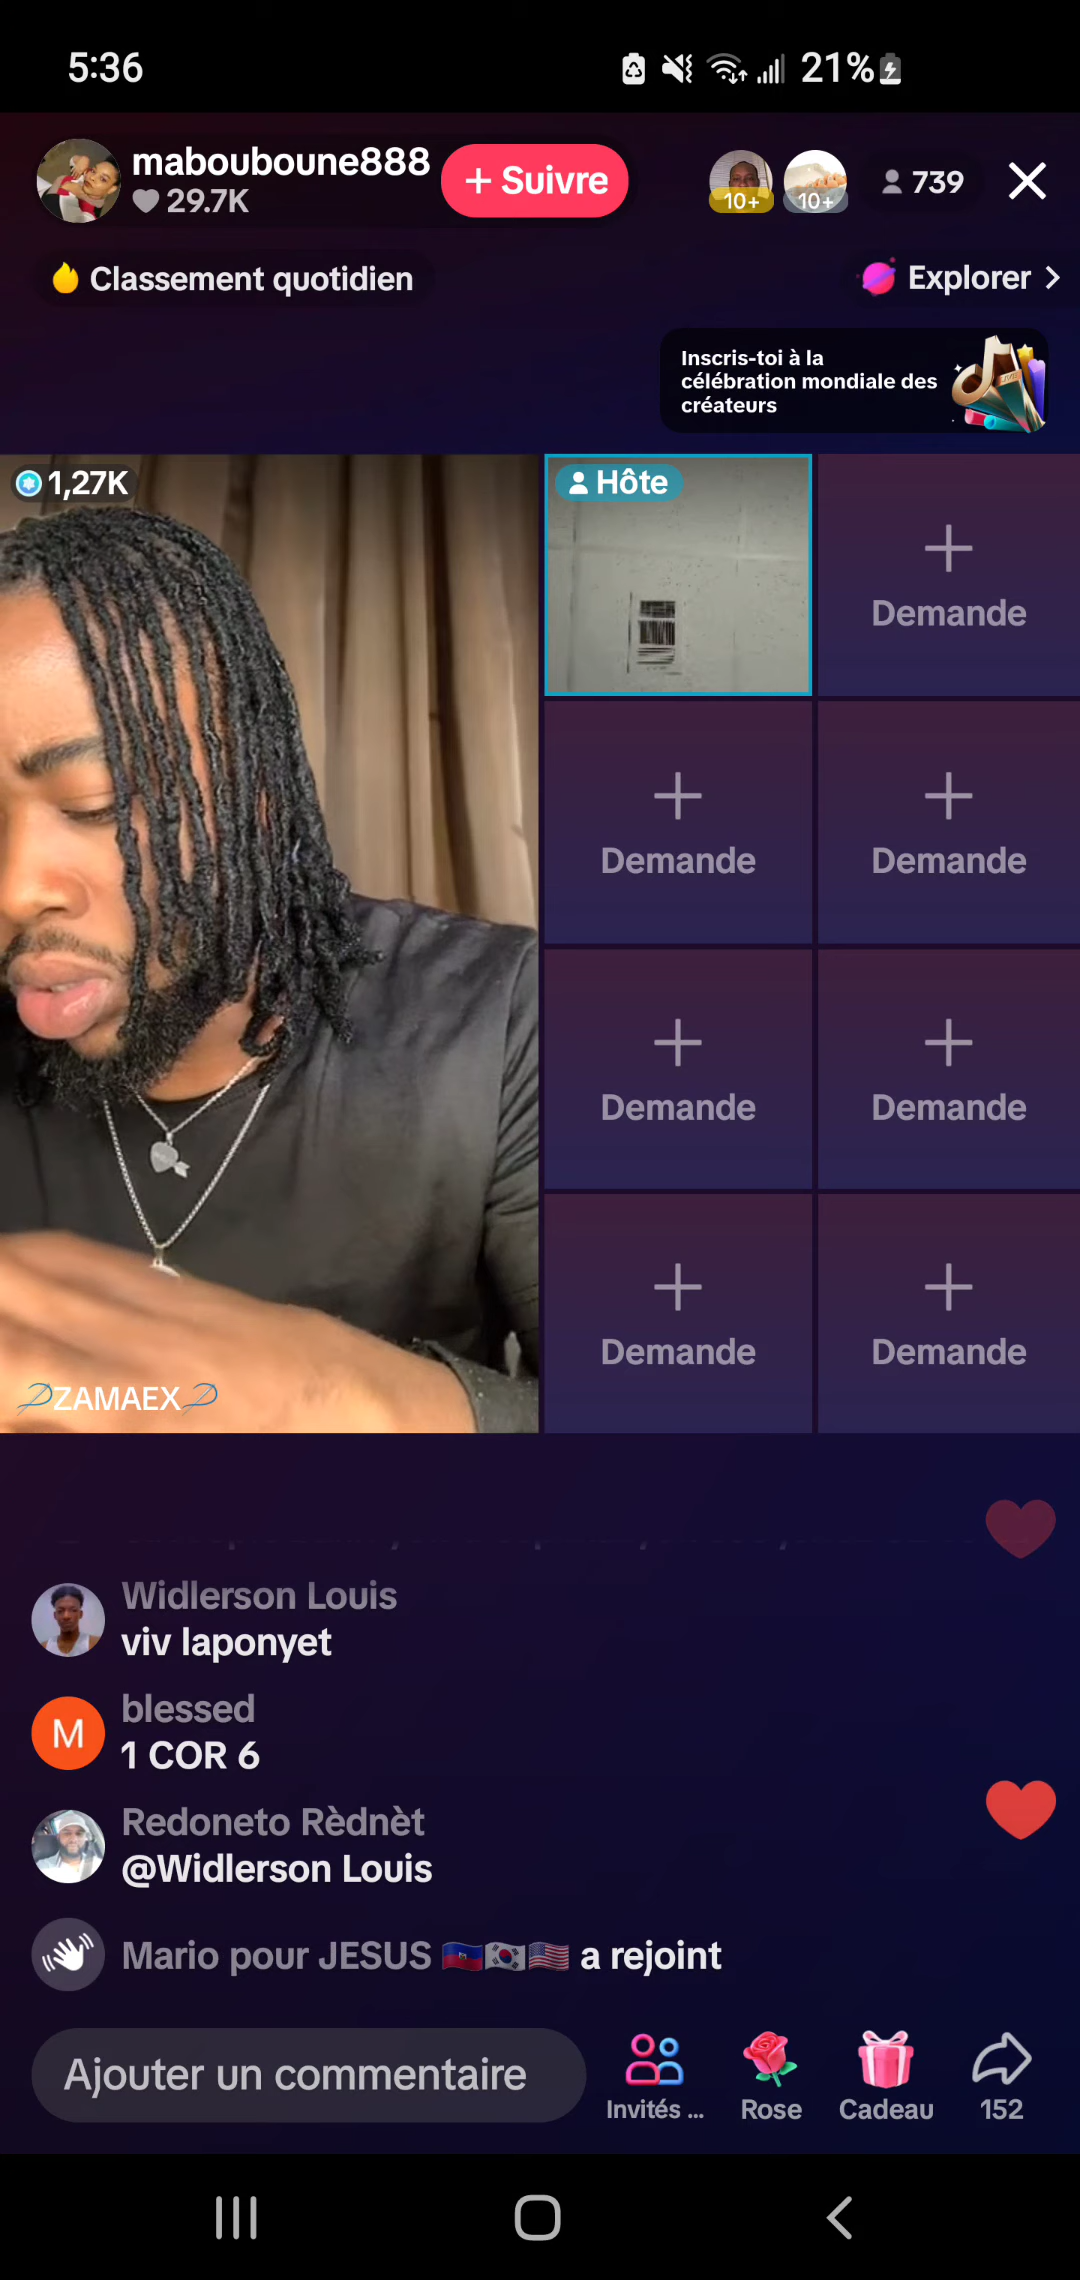 5:36
21%
mabouboune888
29.7K
+ Suivre
10+
10+
739
Classement quotidien
Explorer
Inscris-toi à la
célébration mondiale des
créateurs
1,27K
Hôte
Demande
Demande
Demande
Demande
Demande
Demande
Demande
ZAMAEX
Widlerson Louis
viv laponyet
M
blessed
1 COR 6
Redoneto Rèdnèt
@Widlerson Louis
Mario pour JESUS 🇭🇹🇰🇷🇺🇸 a rejoint
Ajouter un commentaire
Invités ...
Rose
Cadeau
152